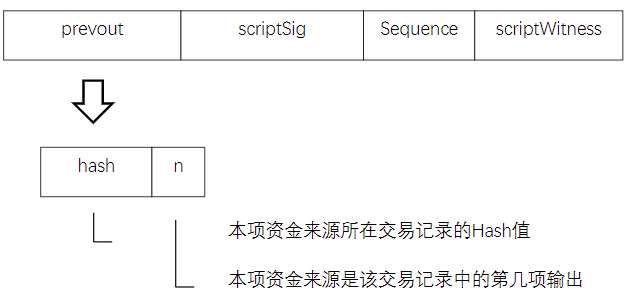 prevout scriptSig Sequence scriptWitness
hash n
本项资金来源所在交易记录的Hash值
本项资金来源是该交易记录中的第几项输出